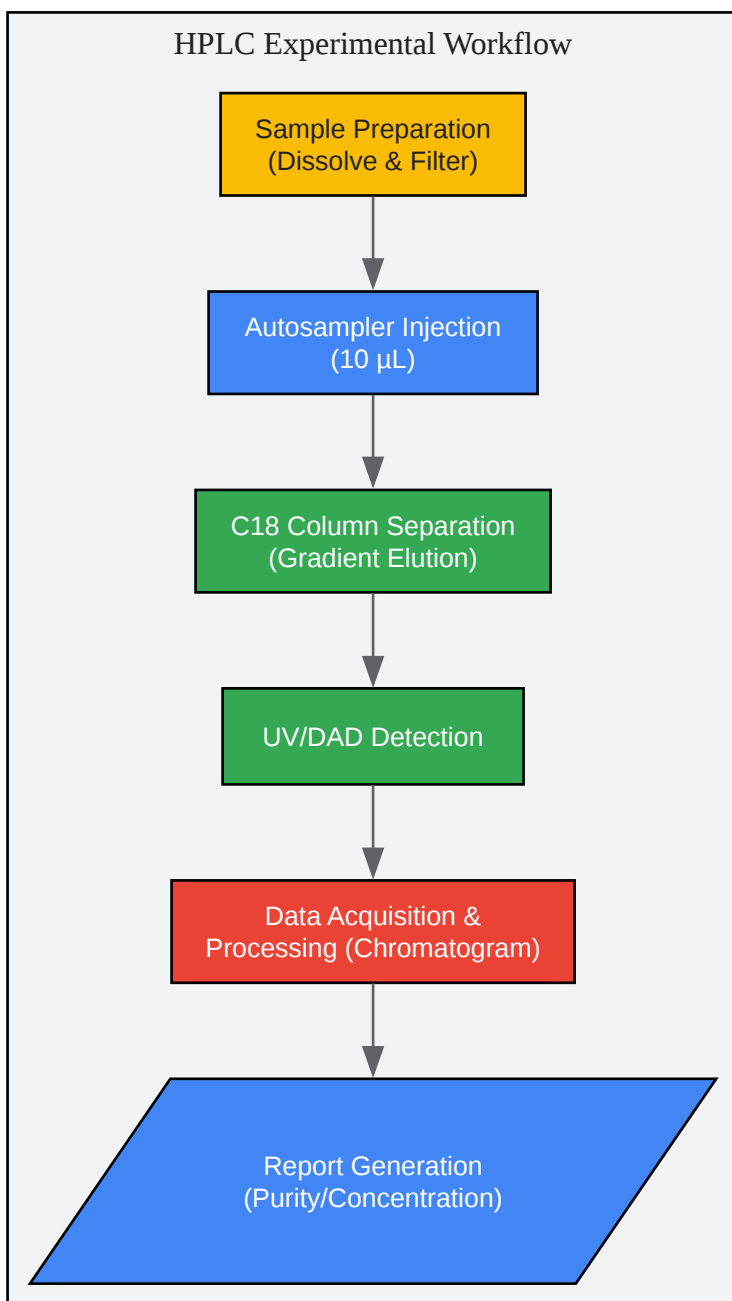 HPLC Experimental Workflow
Sample Preparation
(Dissolve & Filter)
Autosampler Injection
(10 µL)
C18 Column Separation
(Gradient Elution)
UV/DAD Detection
Data Acquisition &
Processing (Chromatogram)
Report Generation
(Purity/Concentration)